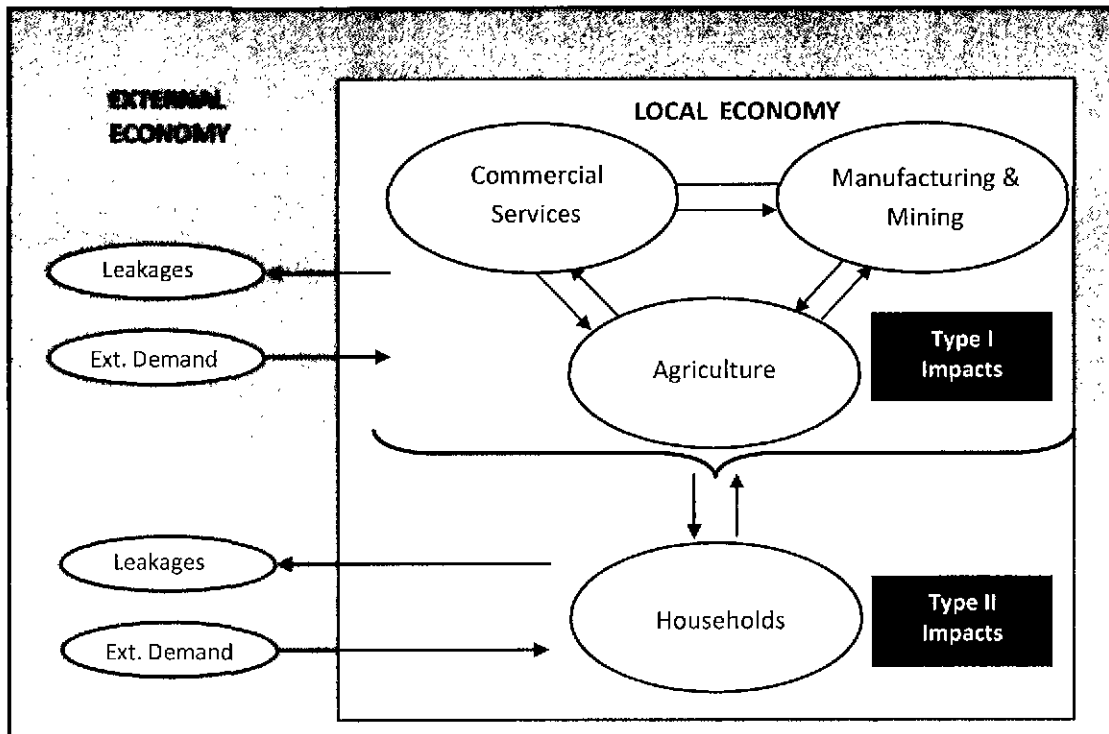 EXTERNAL
ECONOMY
LOCAL ECONOMY
Commercial
Services
Manufacturing &
Mining
Leakages
Ext. Demand
Agriculture
Type I
Impacts
Leakages
Ext. Demand
Households
Type II
Impacts